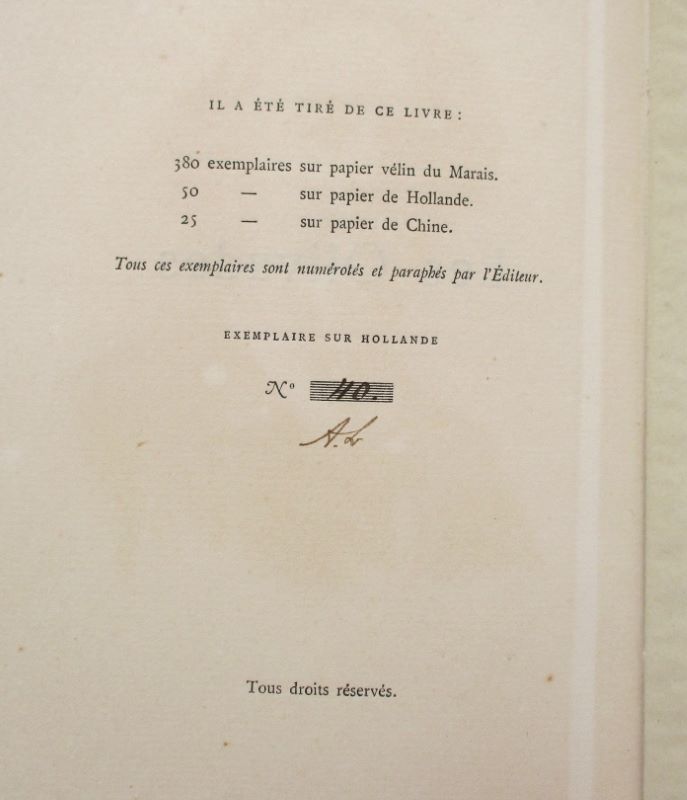 IL A ÉTÉ TIRÉ DE CE LIVRE :
380 exemplaires sur papier vélin du Marais.
50 — sur papier de Hollande.
25 — sur papier de Chine.
Tous ces exemplaires sont numérotés et paraphés par l'Éditeur.
EXEMPLAIRE SUR HOLLANDE
Nº 40.
A. L
Tous droits réservés.